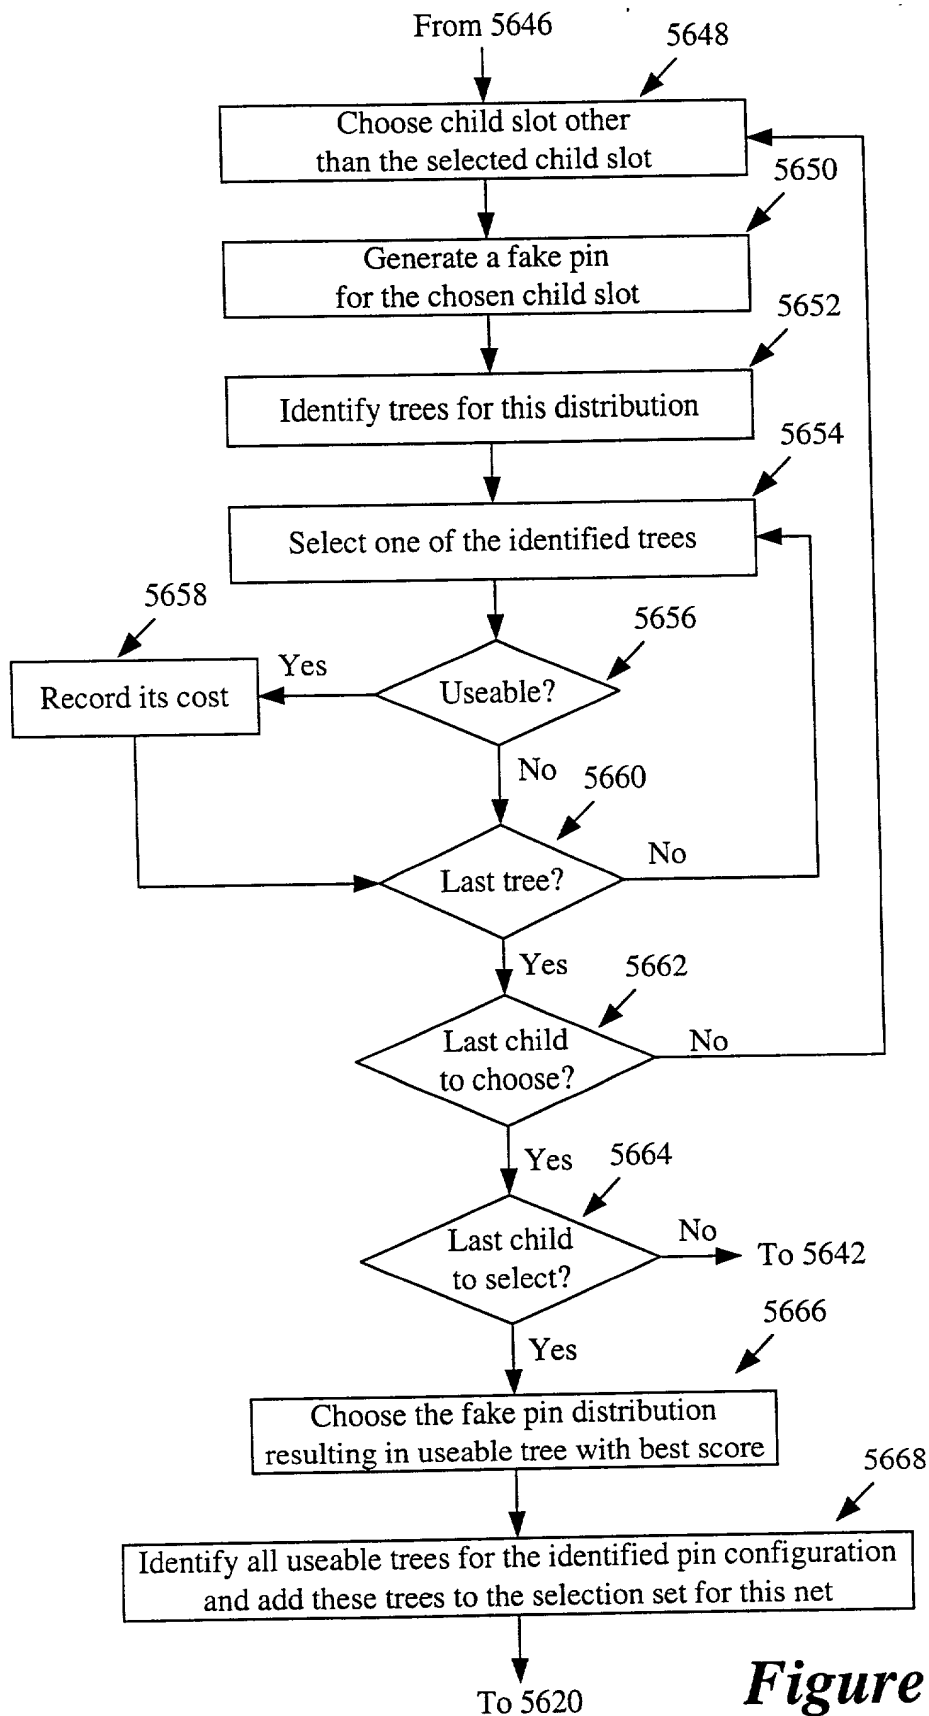 From 5646
5648
Choose child slot other
than the selected child slot
5650
Generate a fake pin
for the chosen child slot
5652
Identify trees for this distribution
5654
Select one of the identified trees
5658
5656
Yes
Record its cost
Useable?
No
5660
Last tree?
No
Yes
5662
Last child
to choose?
No
Yes
5664
Last child
to select?
No
To 5642
5666
Yes
Choose the fake pin distribution
resulting in useable tree with best score
5668
Identify all useable trees for the identified pin configuration
and add these trees to the selection set for this net
To 5620
Figure